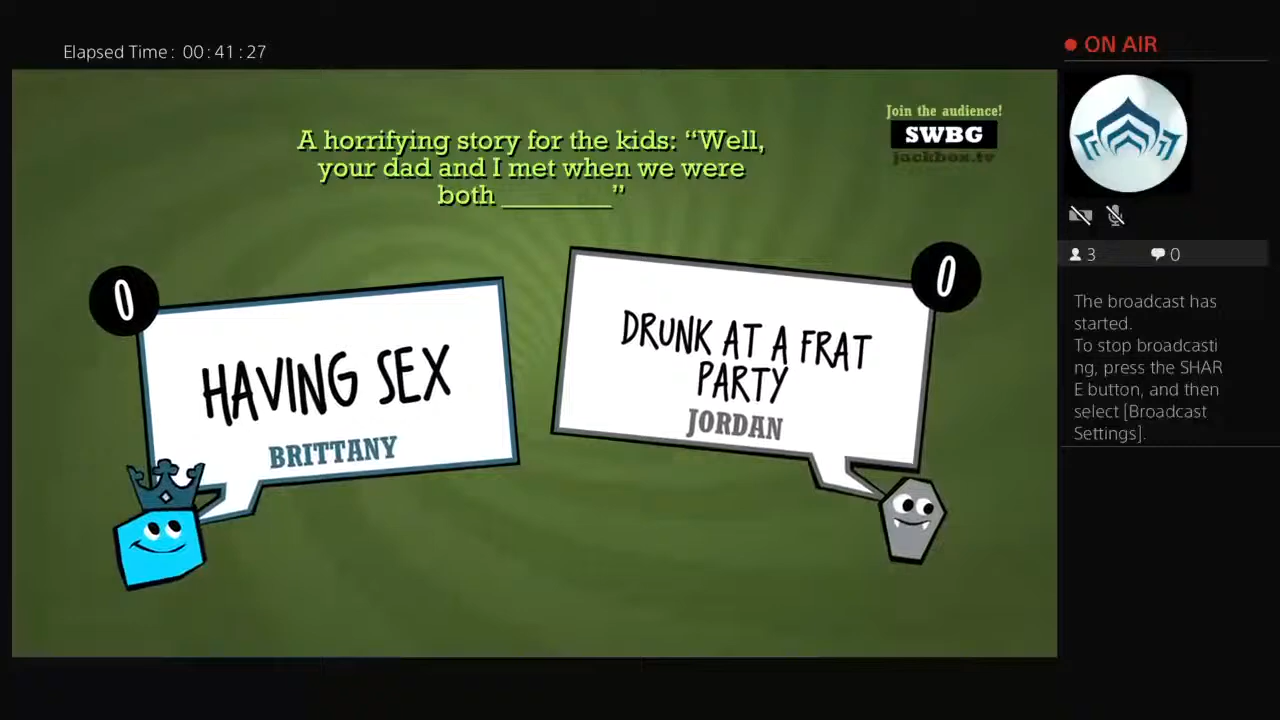 Elapsed Time: 00:41:27
ON AIR
Join the audience!
SWBG
jackbox.tv
A horrifying story for the kids: “Well,
your dad and I met when we were
both ________”
0
HAVING SEX
BRITTANY
0
DRUNK AT A FRAT
PARTY
JORDAN
3
0
The broadcast has
started.
To stop broadcasti
ng, press the SHAR
E button, and then
select [Broadcast
Settings].